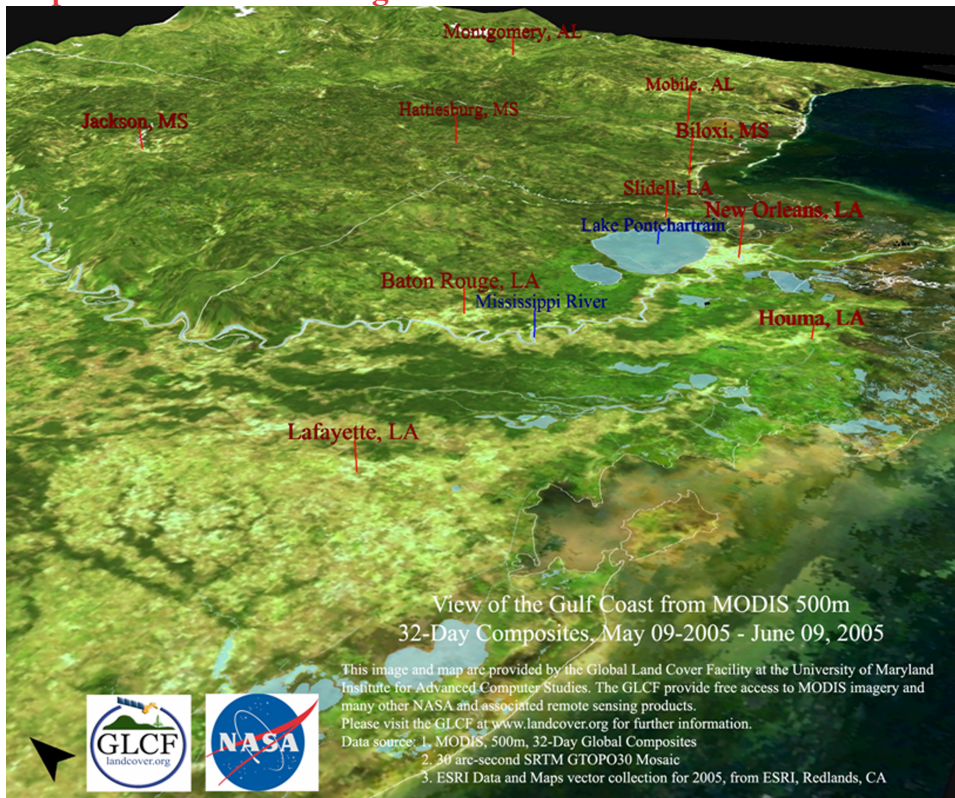 Montgomery, AL
Mobile, AL
Hattiesburg, MS
Jackson, MS
Biloxi, MS
Slidell, LA
New Orleans, LA
Lake Pontchartrain
Baton Rouge, LA
Mississippi River
Houma, LA
Lafayette, LA
View of the Gulf Coast from MODIS 500m
32-Day Composites, May 09-2005 - June 09, 2005
This image and map are provided by the Global Land Cover Facility at the University of Maryland
Institute for Advanced Computer Studies. The GLCF provide free access to MODIS imagery and
many other NASA and associated remote sensing products.
Please visit the GLCF at www.landcover.org for further information.
Data source: 1. MODIS, 500m, 32-Day Global Composites
2. 30 arc-second SRTM GTOPO30 Mosaic
3. ESRI Data and Maps vector collection for 2005, from ESRI, Redlands, CA
GLCF
landcover.org
NASA